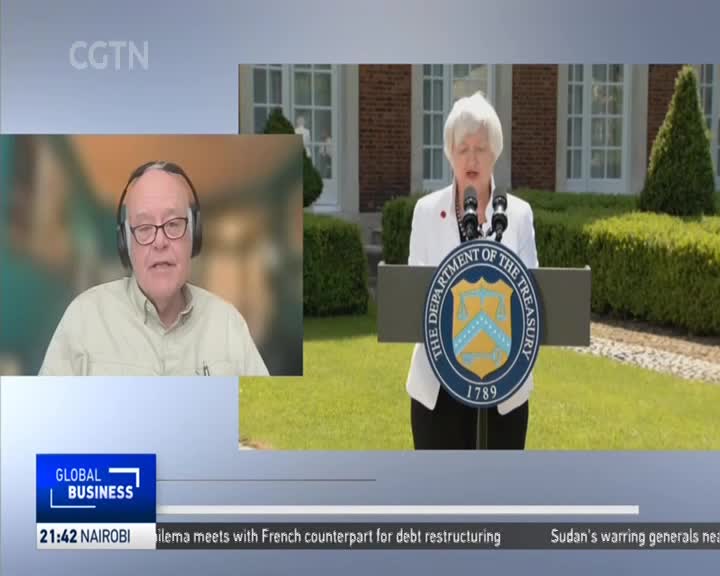 CGTN
THE DEPARTMENT OF THE TREASURY
1789
GLOBAL
BUSINESS
21:42 NAIROBI
meets with French counterpart for debt restructuring Sudan's warring generals